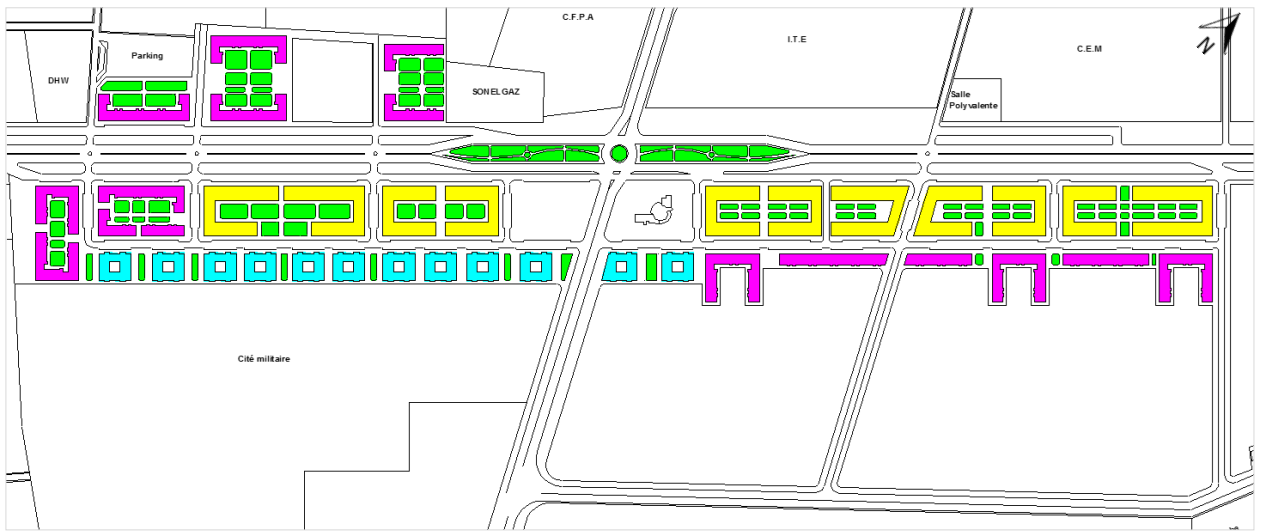 C.F.P.A
I.T.E
C.E.M
Parking
DHW
SONELGAZ
Salle
Polyvalente
Cité militaire
N